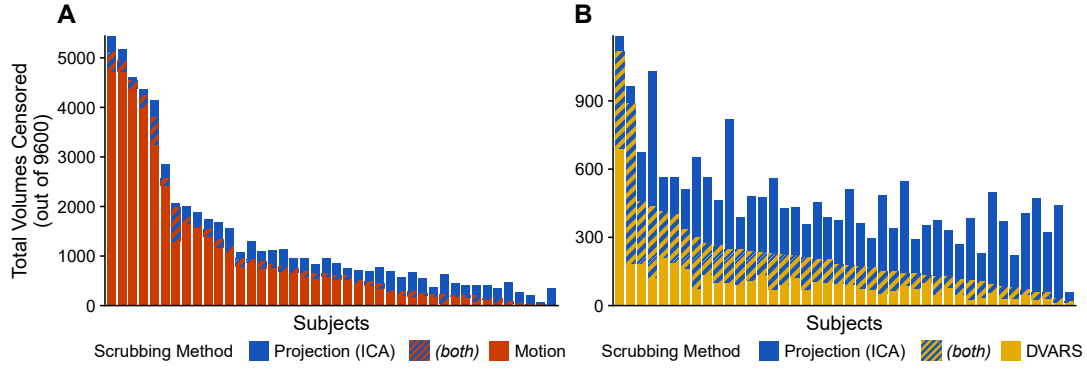 A
B
Total Volumes Censored
(out of 9600)
5000
4000
3000
2000
1000
0
900
600
300
0
Subjects
Subjects
Scrubbing Method Projection (ICA) (both) Motion
Scrubbing Method Projection (ICA) (both) DVARS